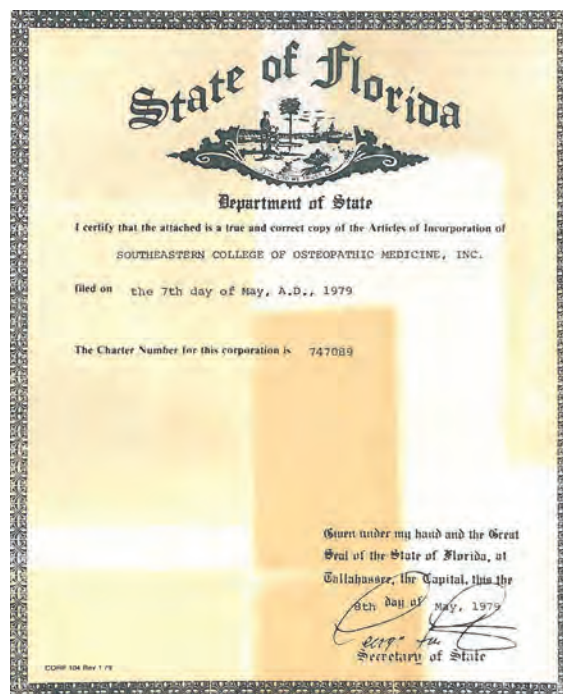 State of Florida
Department of State
I certify that the attached is a true and correct copy of the Articles of Incorporation of
SOUTHEASTERN COLLEGE OF OSTEOPATHIC MEDICINE, INC.
filed on the 7th day of May, A.D., 1979
The Charter Number for this corporation is 747089
Given under my hand and the Great
Seal of the State of Florida, at
Tallahassee, the Capital, this the
8th day of May, 1979
Secretary of State
CORP 104 Rev 1 79